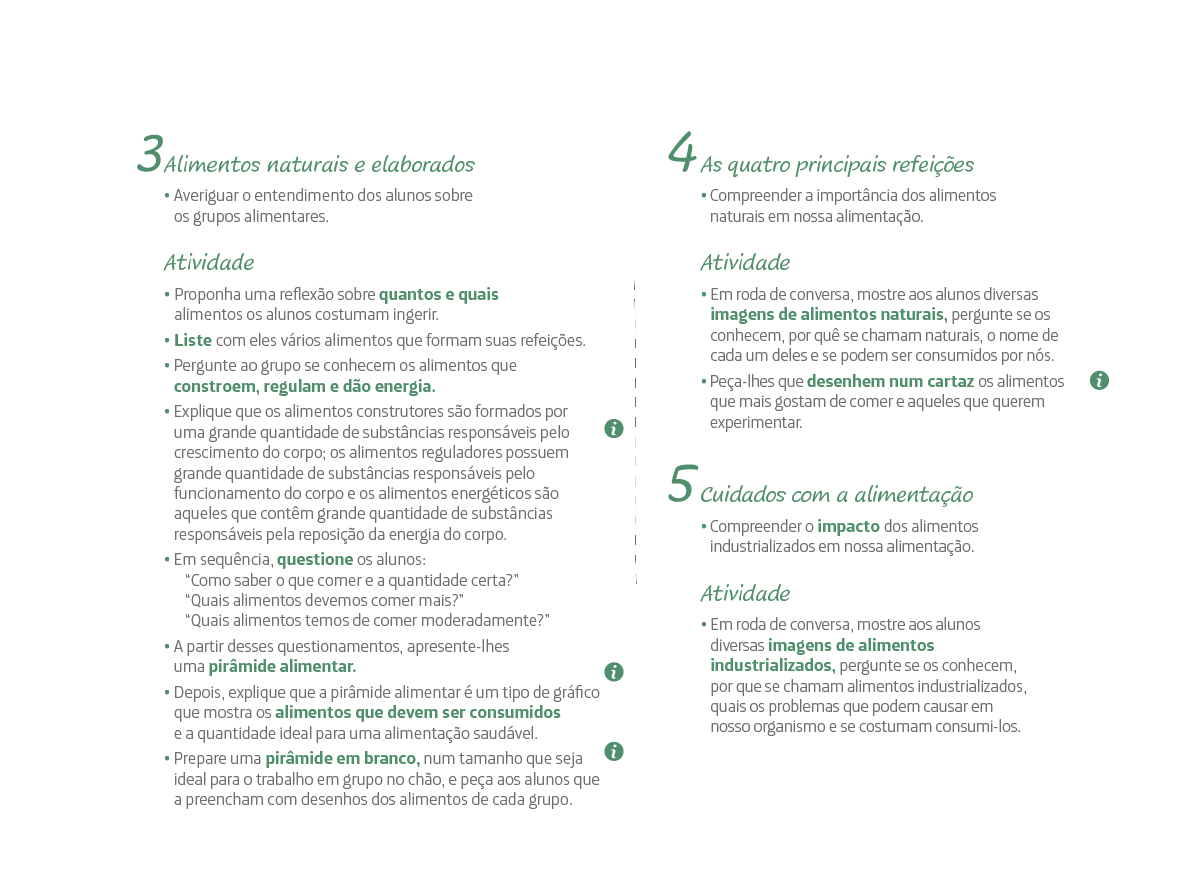 3 Alimentos naturais e elaborados
• Averiguar o entendimento dos alunos sobre
os grupos alimentares.
Atividade
• Proponha uma reflexão sobre quantos e quais
alimentos os alunos costumam ingerir.
• Liste com eles vários alimentos que formam suas refeições.
• Pergunte ao grupo se conhecem os alimentos que
constroem, regulam e dão energia.
• Explique que os alimentos construtores são formados por
uma grande quantidade de substâncias responsáveis pelo
crescimento do corpo; os alimentos reguladores possuem
grande quantidade de substâncias responsáveis pelo
funcionamento do corpo e os alimentos energéticos são
aqueles que contêm grande quantidade de substâncias
responsáveis pela reposição da energia do corpo.
• Em sequência, questione os alunos:
“Como saber o que comer e a quantidade certa?”
“Quais alimentos devemos comer mais?”
“Quais alimentos temos de comer moderadamente?”
• A partir desses questionamentos, apresente-lhes
uma pirâmide alimentar.
• Depois, explique que a pirâmide alimentar é um tipo de gráfico
que mostra os alimentos que devem ser consumidos
e a quantidade ideal para uma alimentação saudável.
• Prepare uma pirâmide em branco, num tamanho que seja
ideal para o trabalho em grupo no chão, e peça aos alunos que
a preencham com desenhos dos alimentos de cada grupo.
4 As quatro principais refeições
• Compreender a importância dos alimentos
naturais em nossa alimentação.
Atividade
• Em roda de conversa, mostre aos alunos diversas
imagens de alimentos naturais, pergunte se os
conhecem, por quê se chamam naturais, o nome de
cada um deles e se podem ser consumidos por nós.
• Peça-lhes que desenhem num cartaz os alimentos
que mais gostam de comer e aqueles que querem
experimentar.
5 Cuidados com a alimentação
• Compreender o impacto dos alimentos
industrializados em nossa alimentação.
Atividade
• Em roda de conversa, mostre aos alunos
diversas imagens de alimentos
industrializados, pergunte se os conhecem,
por que se chamam alimentos industrializados,
quais os problemas que podem causar em
nosso organismo e se costumam consumi-los.